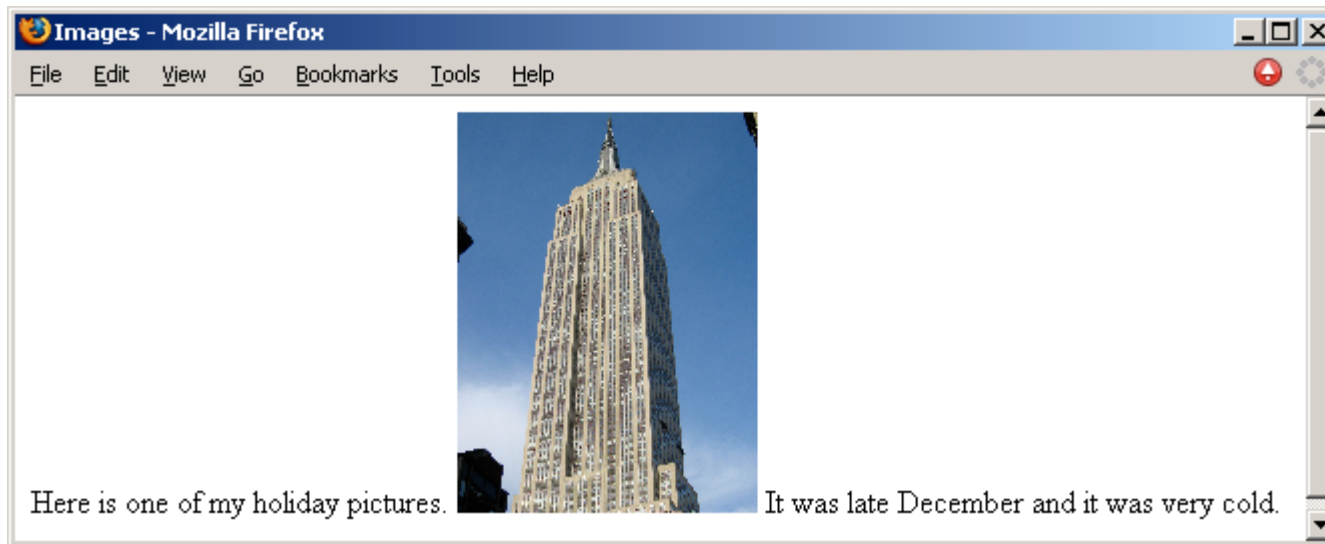 Images - Mozilla Firefox
File Edit View Go Bookmarks Tools Help
Here is one of my holiday pictures. It was late December and it was very cold.